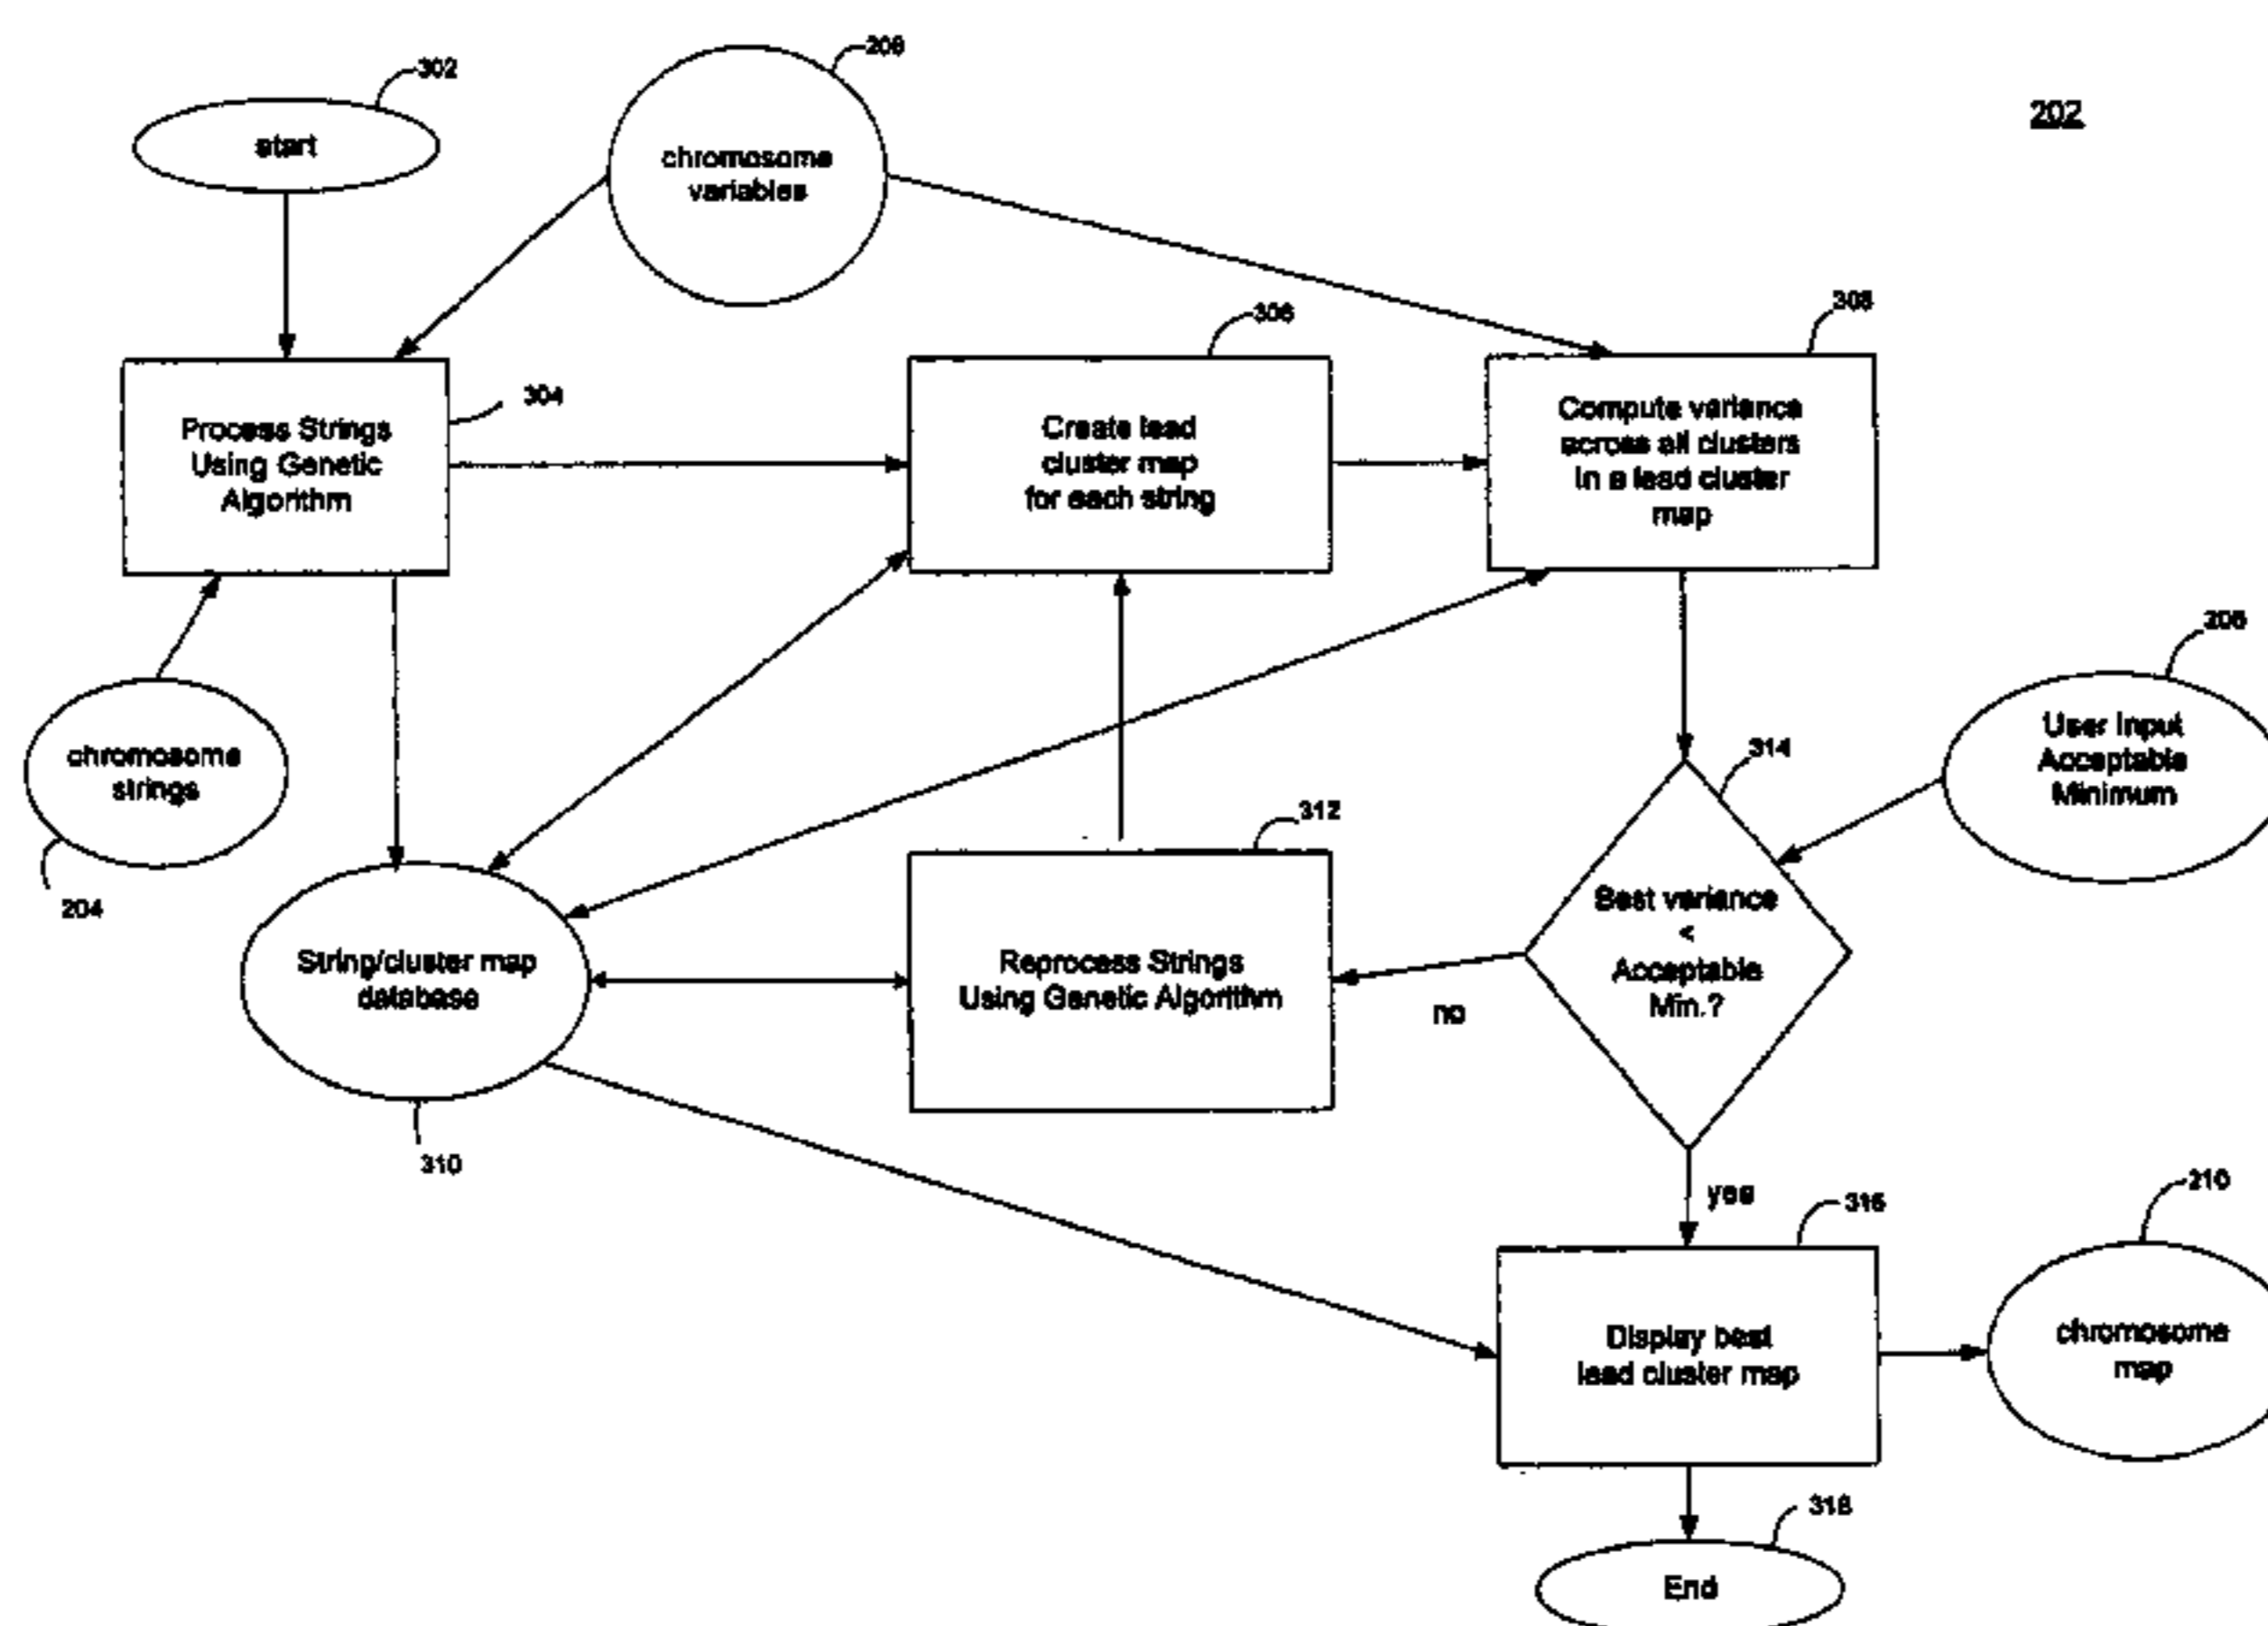 302
start
chromosome
variables
202
304
Process Strings
Using Genetic
Algorithm
306
Create lead
cluster map
for each string
308
Compute variance
across all clusters
in a lead cluster
map
chromosome
strings
204
User Input
Acceptable
Minimum
314
Best variance
<
Acceptable
Min.?
312
Reprocess Strings
Using Genetic Algorithm
no
String/cluster map
database
310
yes
316
Display best
lead cluster map
210
chromosome
map
318
End